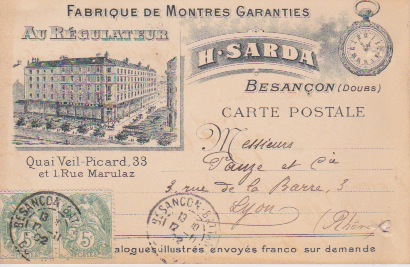 FABRIQUE DE MONTRES GARANTIES
AU RÉGULATEUR
H. SARDA
BESANÇON (DOUBS)
CARTE POSTALE
Quai Veil-Picard, 33
et 1, Rue Marulaz
Messieurs
et Cie
3, rue de la Barre, 3
Lyon
(Rhône)
BESANÇON
5
BESANÇON
alogues illustrés envoyés franco sur demande